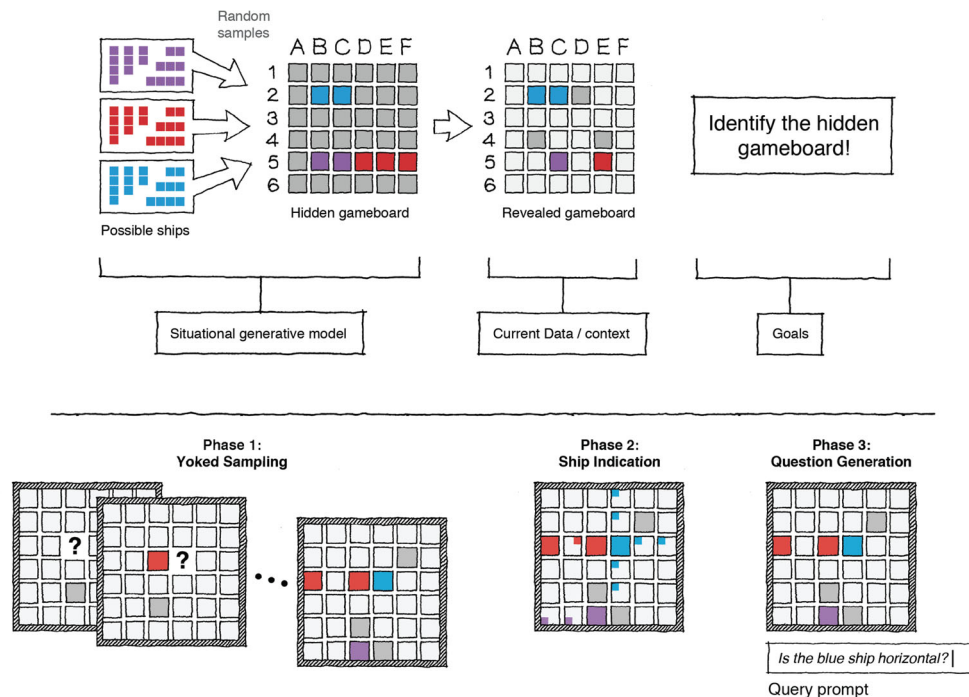 Random
samples
A B C D E F
1
2
3
4
5
6
A B C D E F
1
2
3
4
5
6
Identify the hidden
gameboard!
Possible ships
Hidden gameboard
Revealed gameboard
Situational generative model
Current Data / context
Goals
Phase 1:
Yoked Sampling
Phase 2:
Ship Indication
Phase 3:
Question Generation
?
?
Is the blue ship horizontal?
Query prompt